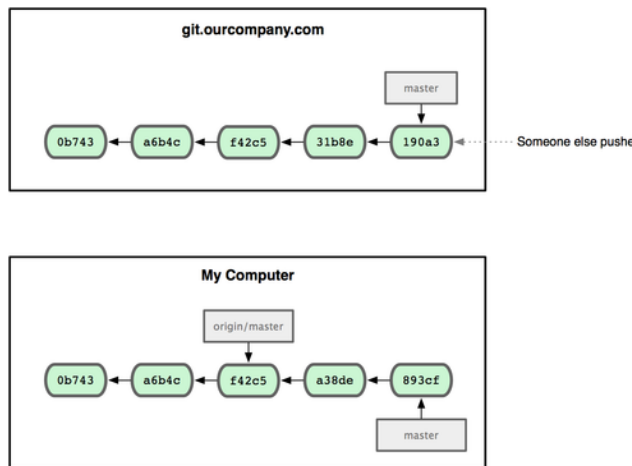 git.ourcompany.com
master
0b743 a6b4c f42c5 31b8e 190a3
Someone else pushe
My Computer
origin/master
0b743 a6b4c f42c5 a38de 893cf
master